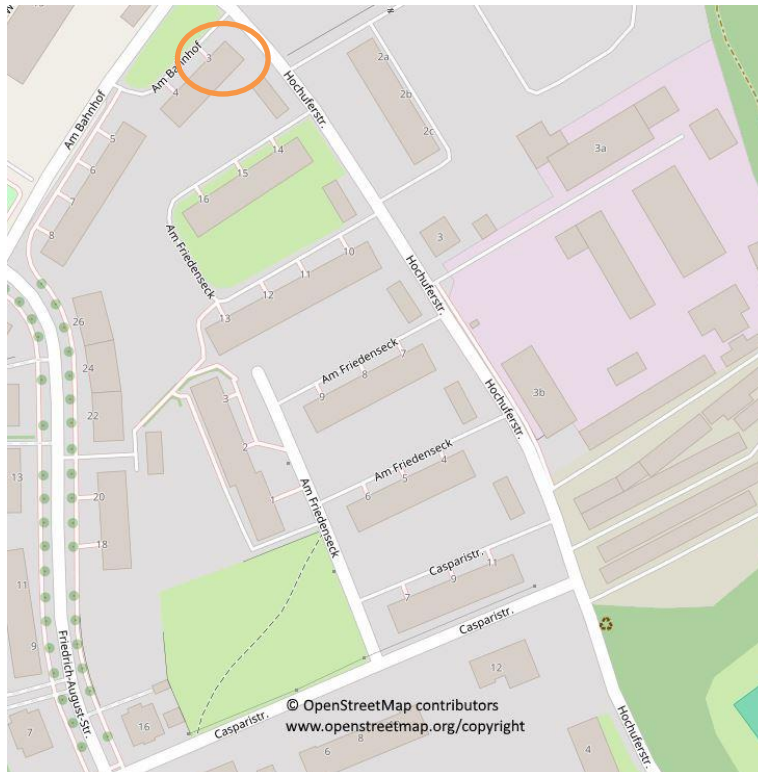 Am Bahnhof
3
4
Am Bahnhof
5
6
7
8
Hochuferstr.
2a
2b
2c
3a
14
15
16
Am Friedenseck
10
11
12
13
3
Hochuferstr.
26
24
22
Am Friedenseck
7
8
9
Hochuferstr.
3b
3
2
1
Am Friedenseck
4
5
6
Am Friedenseck
13
20
18
11
9
Casparistr.
11
9
7
Casparistr.
12
Friedrich-August-Str.
7
16
Casparistr.
© OpenStreetMap contributors
www.openstreetmap.org/copyright
6
8
4
Hochuferstr.